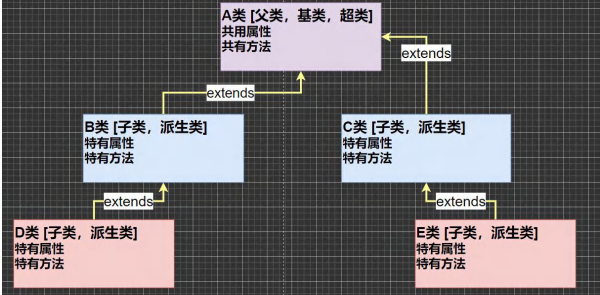 A类 [父类，基类，超类]
共用属性
共有方法
extends
extends
B类 [子类，派生类]
特有属性
特有方法
C类 [子类，派生类]
特有属性
特有方法
extends
extends
D类 [子类，派生类]
特有属性
特有方法
E类 [子类，派生类]
特有属性
特有方法